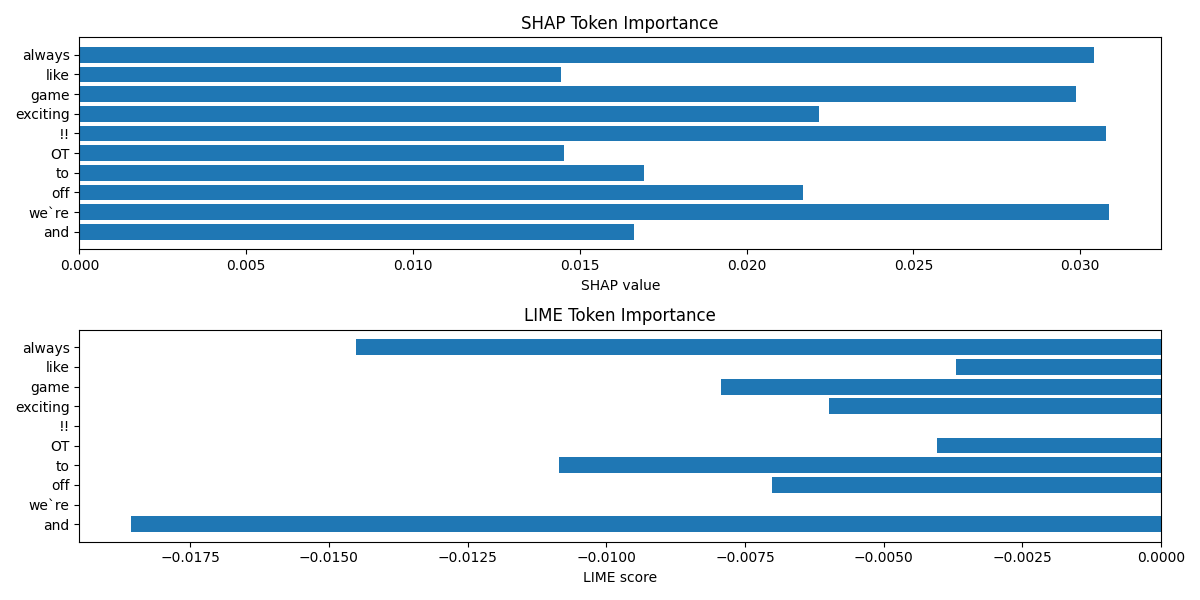 SHAP Token Importance
always
like
game
exciting
!!
OT
to
off
we`re
and
0.000 0.005 0.010 0.015 0.020 0.025 0.030
SHAP value
LIME Token Importance
always
like
game
exciting
!!
OT
to
off
we`re
and
−0.0175 −0.0150 −0.0125 −0.0100 −0.0075 −0.0050 −0.0025 0.0000
LIME score